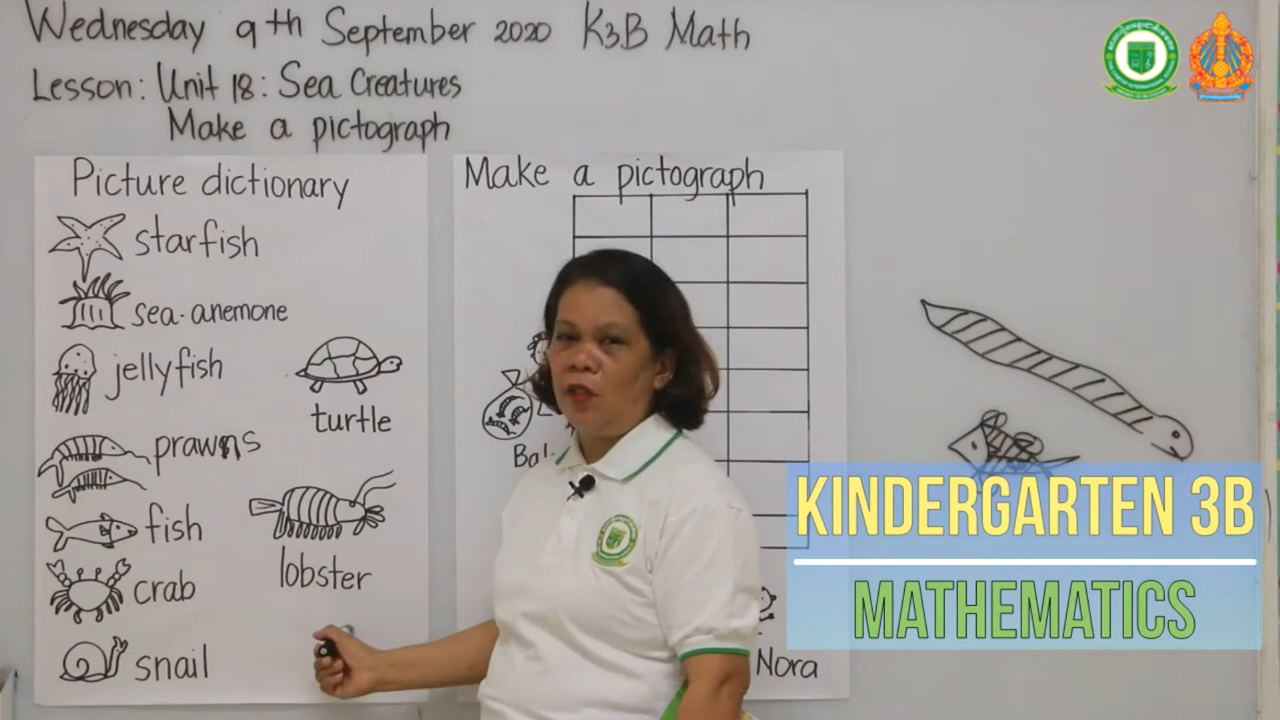 Wednesday 9th September 2020 K3B Math
Lesson: Unit 18: Sea Creatures
Make a pictograph
Picture dictionary
starfish
sea-anemone
jellyfish
turtle
prawns
fish
lobster
crab
snail
Make a pictograph
Nora
KINDERGARTEN 3B
MATHEMATICS